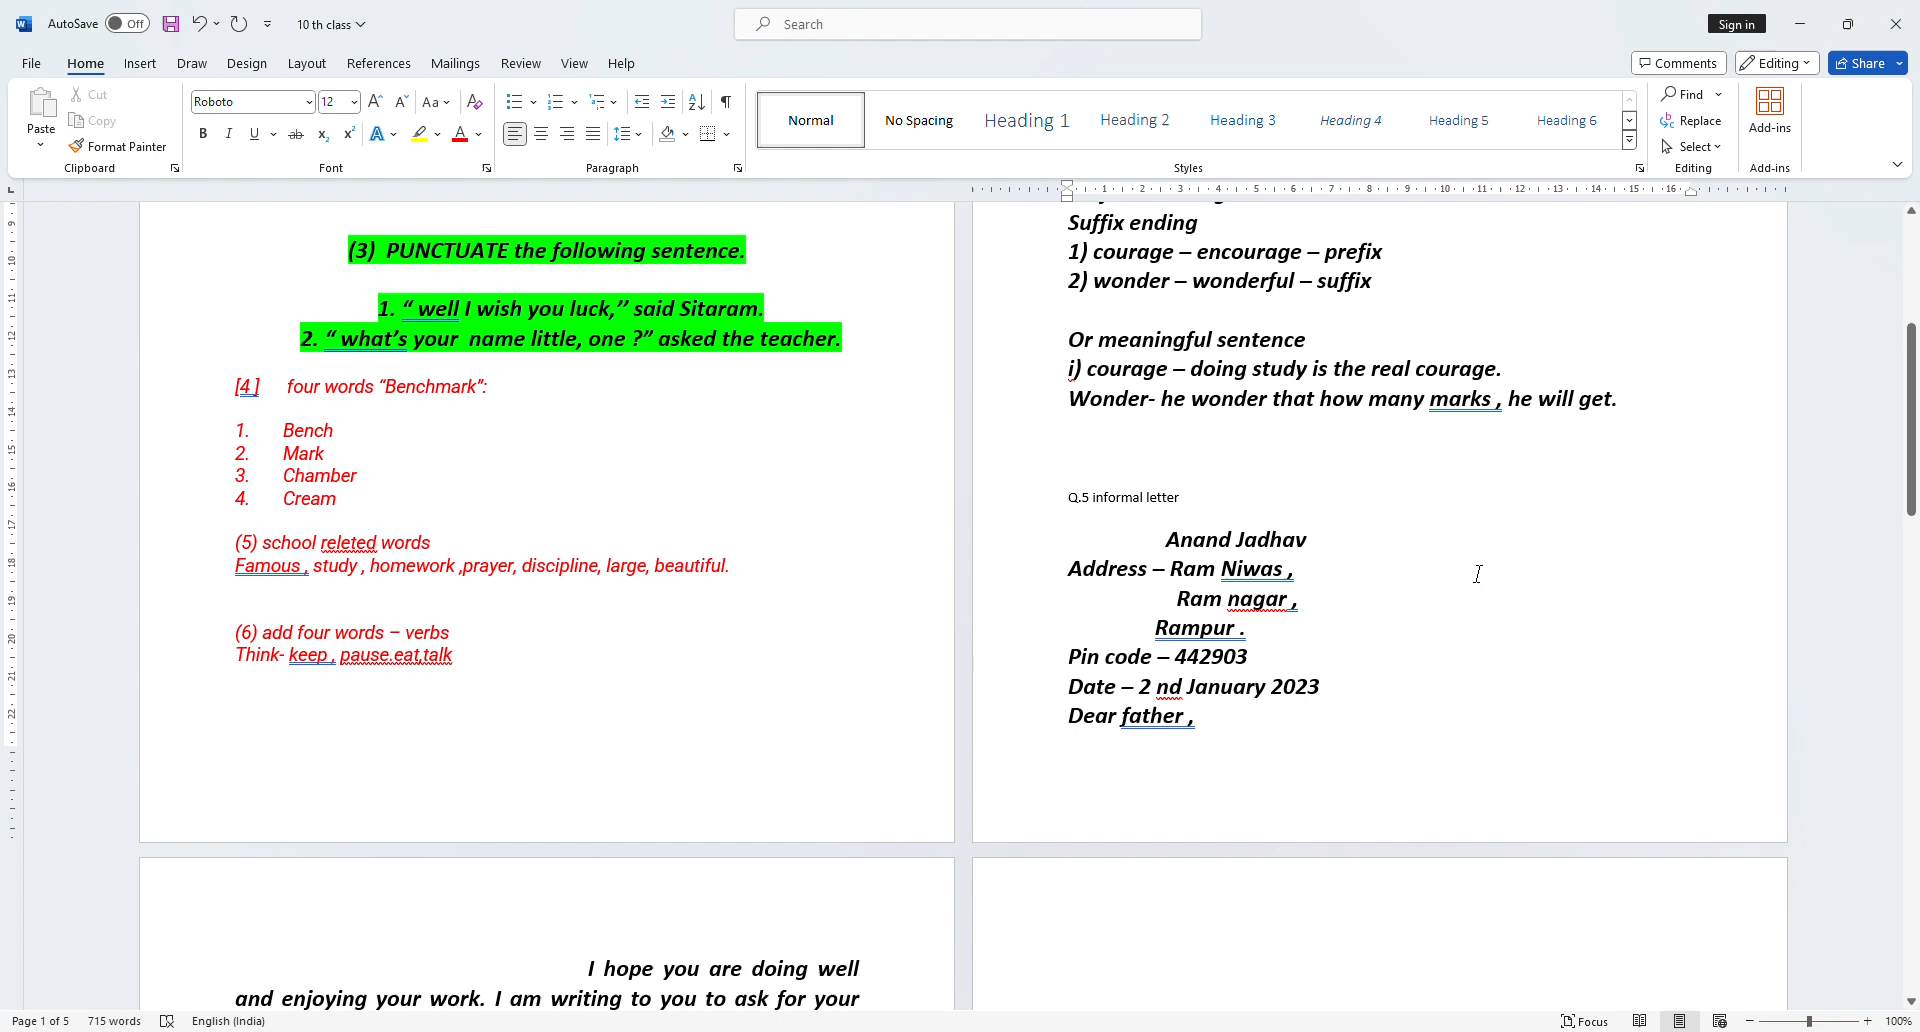 AutoSave Off 10 th class Search Sign in
File Home Insert Draw Design Layout References Mailings Review View Help Comments Editing Share
Paste Cut Copy Format Painter Clipboard
Roboto 12 Aa Font
Paragraph
Normal No Spacing Heading 1 Heading 2 Heading 3 Heading 4 Heading 5 Heading 6 Styles
Find Replace Select Editing
Add-ins Add-ins
(3) PUNCTUATE the following sentence.
1. “ well I wish you luck,’’ said Sitaram.
2. “ what’s your name little, one ?” asked the teacher.
[4 ] four words “Benchmark”:
1. Bench
2. Mark
3. Chamber
4. Cream
(5) school releted words
Famous , study , homework ,prayer, discipline, large, beautiful.
(6) add four words – verbs
Think- keep , pause.eat,talk
Suffix ending
1) courage – encourage – prefix
2) wonder – wonderful – suffix
Or meaningful sentence
i) courage – doing study is the real courage.
Wonder- he wonder that how many marks , he will get.
Q.5 informal letter
Anand Jadhav
Address – Ram Niwas ,
Ram nagar ,
Rampur .
Pin code – 442903
Date – 2 nd January 2023
Dear father ,
I hope you are doing well
and enjoying your work. I am writing to you to ask for your
Page 1 of 5 715 words English (India) Focus 100%